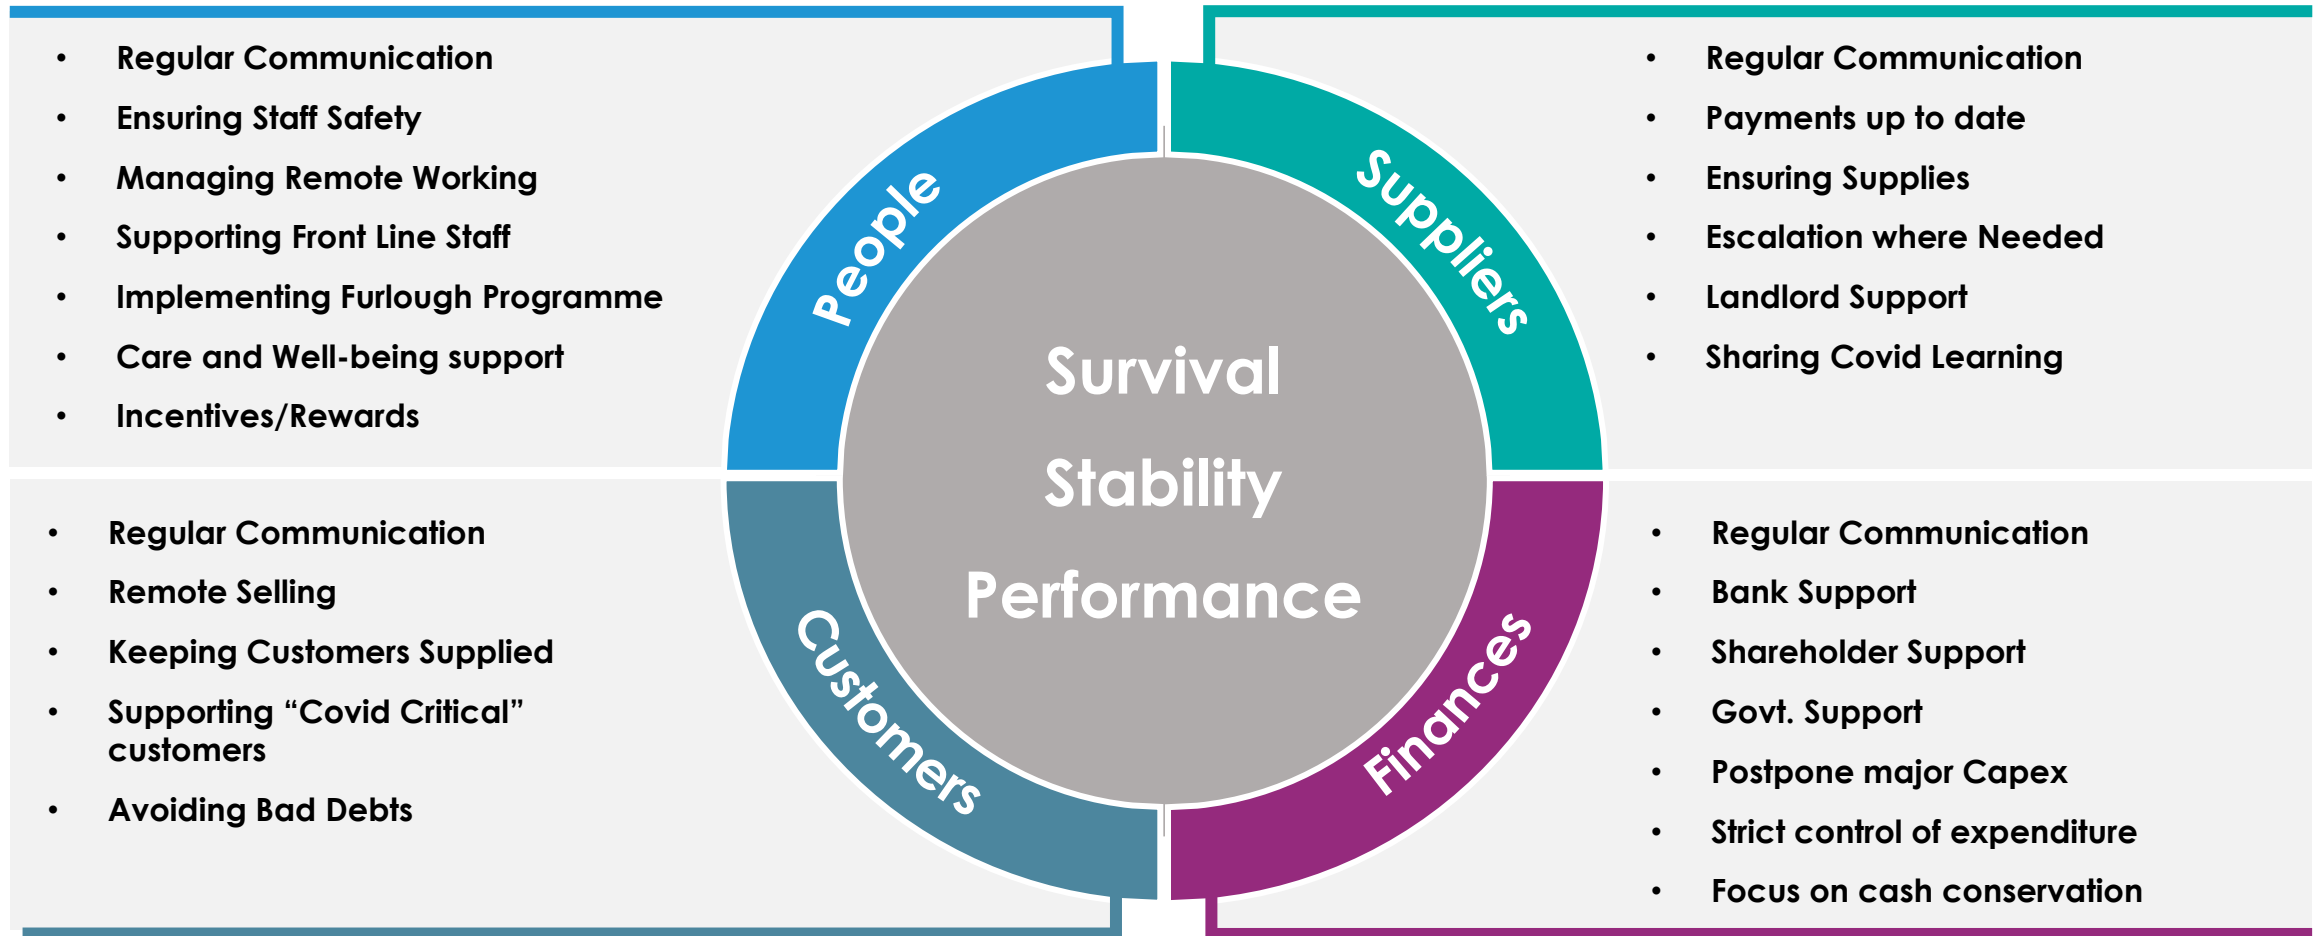 • Regular Communication
• Ensuring Staff Safety
• Managing Remote Working
• Supporting Front Line Staff
• Implementing Furlough Programme
• Care and Well-being support
• Incentives/Rewards
People
Suppliers
• Regular Communication
• Payments up to date
• Ensuring Supplies
• Escalation where Needed
• Landlord Support
• Sharing Covid Learning
Survival
Stability
Performance
• Regular Communication
• Remote Selling
• Keeping Customers Supplied
• Supporting “Covid Critical”
customers
• Avoiding Bad Debts
Customers
Finances
• Regular Communication
• Bank Support
• Shareholder Support
• Govt. Support
• Postpone major Capex
• Strict control of expenditure
• Focus on cash conservation